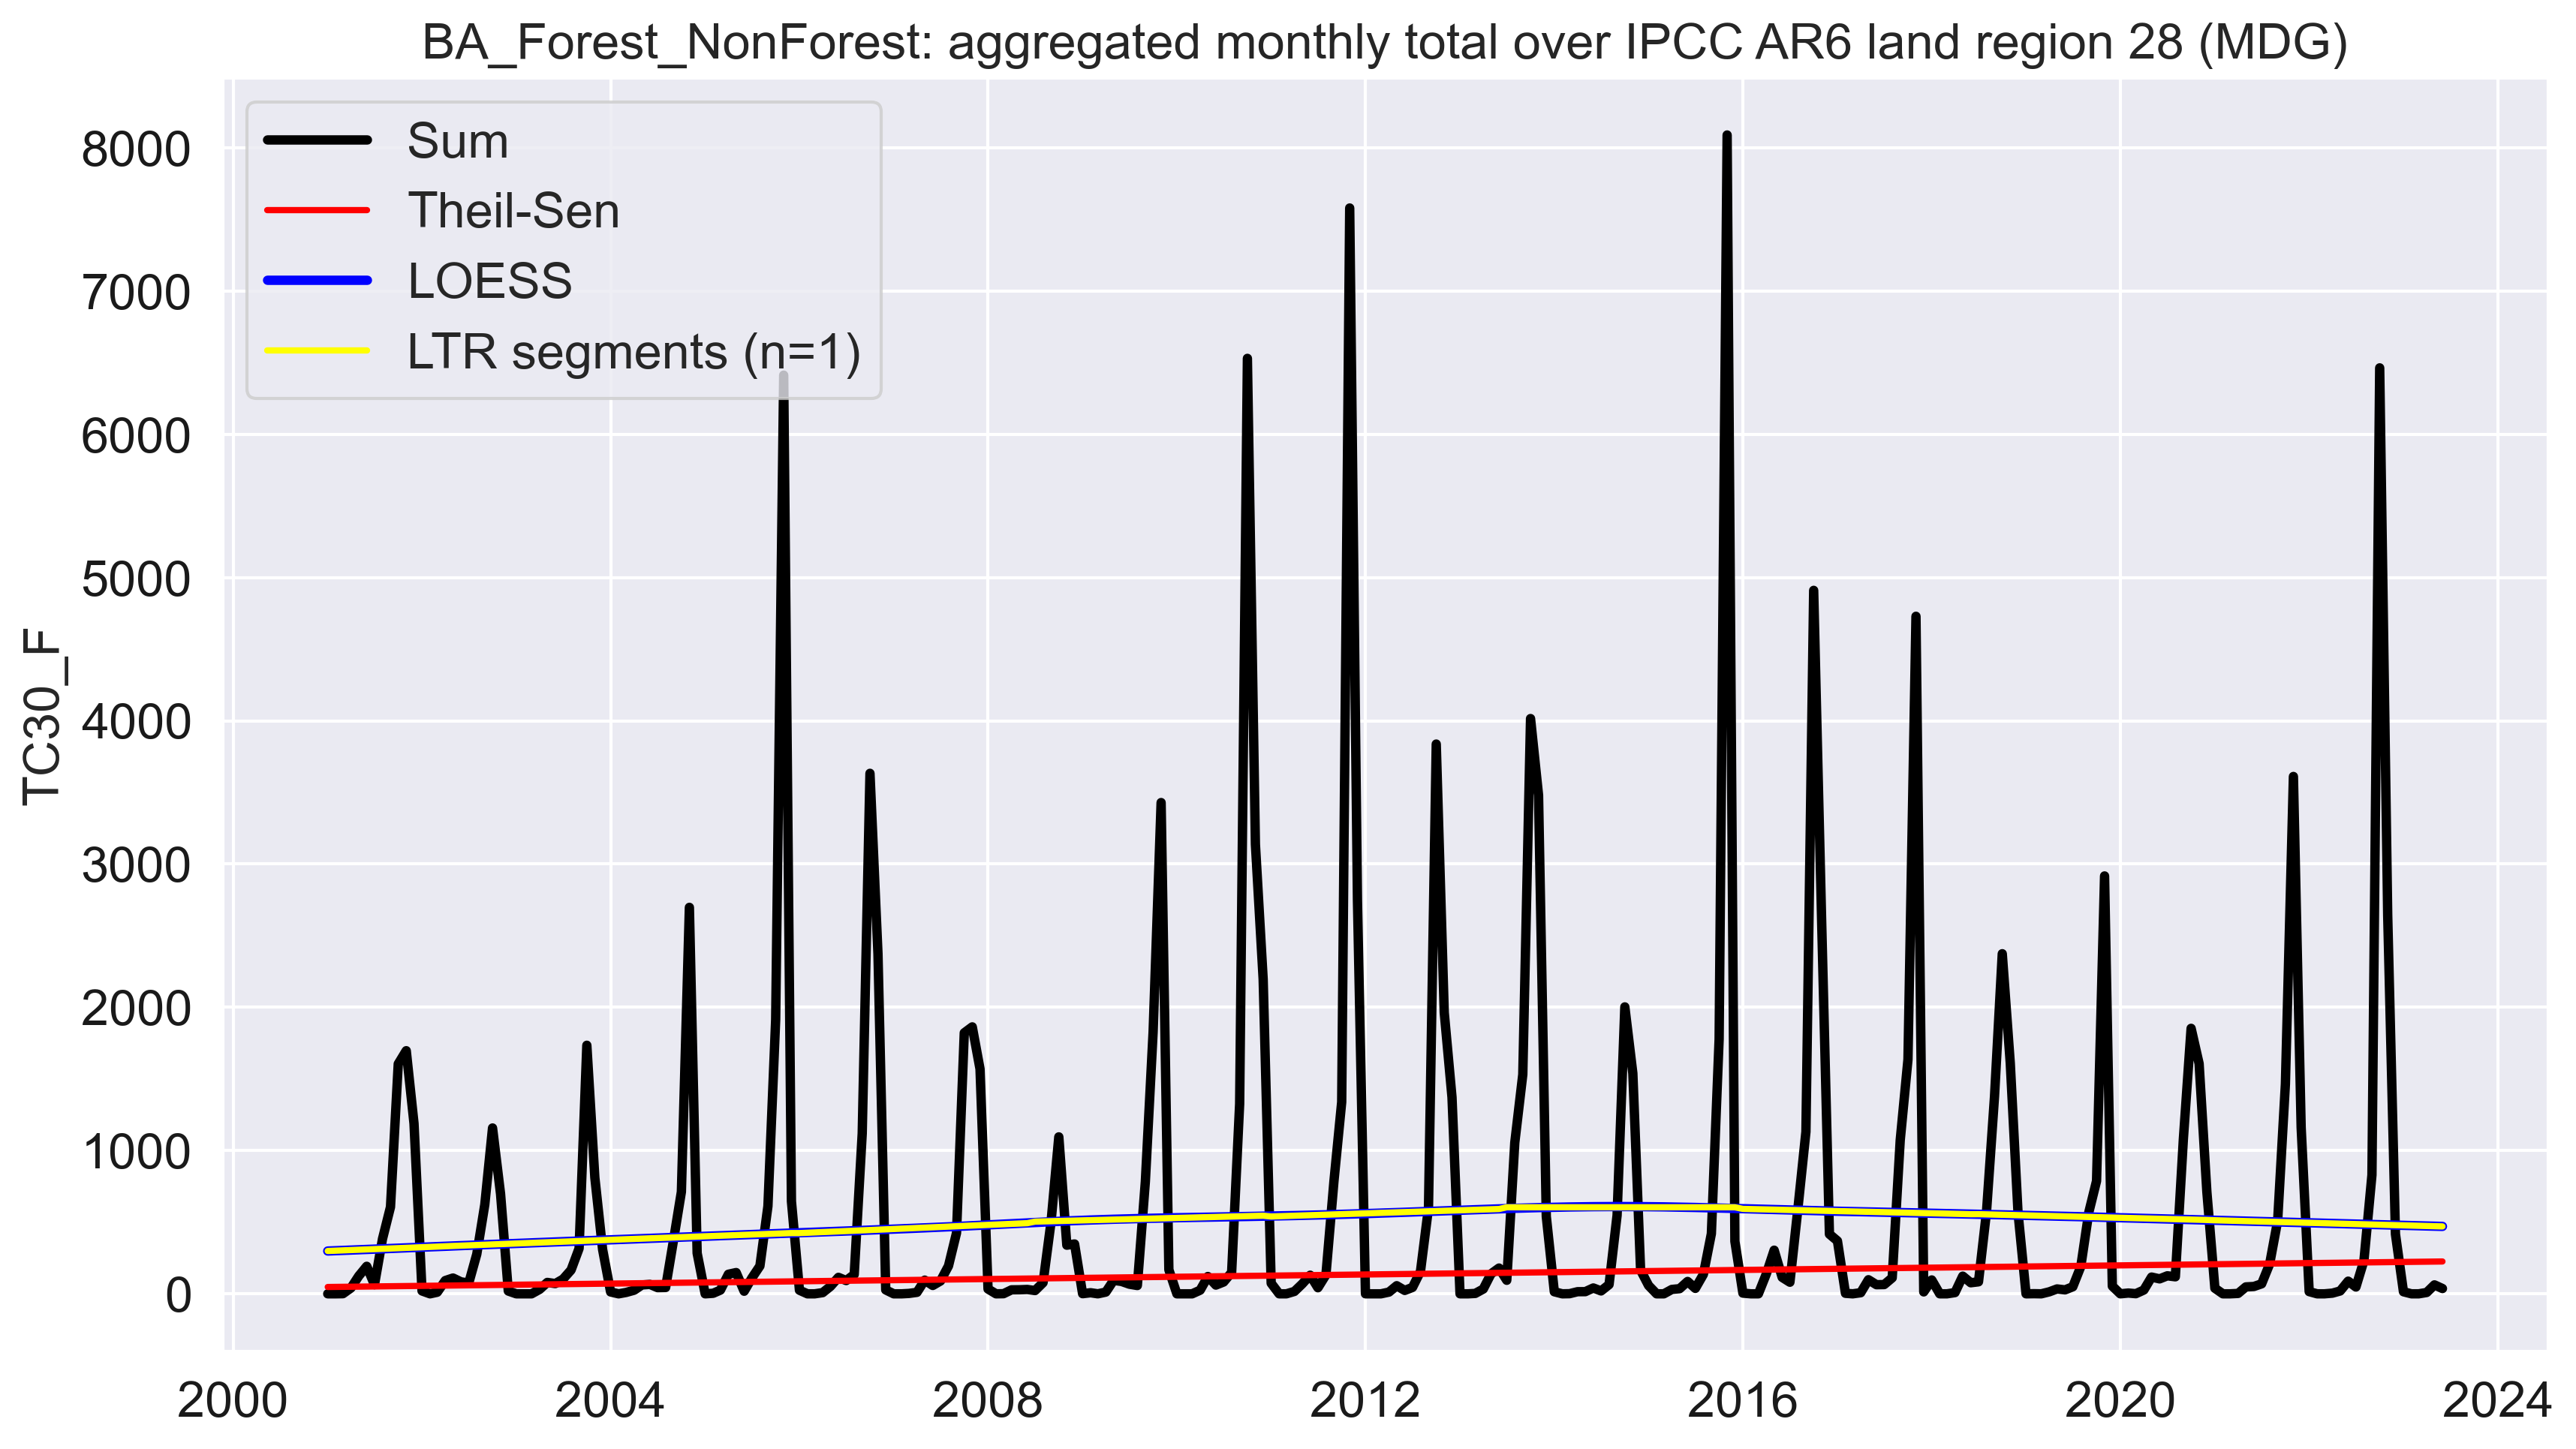 BA_Forest_NonForest: aggregated monthly total over IPCC AR6 land region 28 (MDG)
Sum
Theil-Sen
LOESS
LTR segments (n=1)
TC30_F
8000
7000
6000
5000
4000
3000
2000
1000
0
2000 2004 2008 2012 2016 2020 2024